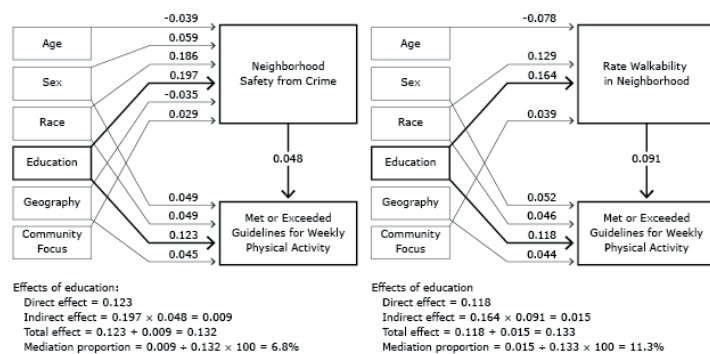 -0.039
0.059
0.186
0.197
-0.035
0.029
Age
Sex
Race
Education
Geography
Community
Focus
Neighborhood
Safety from Crime
0.048
0.049
0.049
0.123
0.045
Met or Exceeded
Guidelines for Weekly
Physical Activity
Effects of education:
Direct effect = 0.123
Indirect effect = 0.197 × 0.048 = 0.009
Total effect = 0.123 + 0.009 = 0.132
Mediation proportion = 0.009 ÷ 0.132 × 100 = 6.8%
-0.078
0.129
0.164
0.039
Age
Sex
Race
Education
Geography
Community
Focus
Rate Walkability
in Neighborhood
0.091
0.052
0.046
0.118
0.044
Met or Exceeded
Guidelines for Weekly
Physical Activity
Effects of education
Direct effect = 0.118
Indirect effect = 0.164 × 0.091 = 0.015
Total effect = 0.118 + 0.015 = 0.133
Mediation proportion = 0.015 ÷ 0.133 × 100 = 11.3%